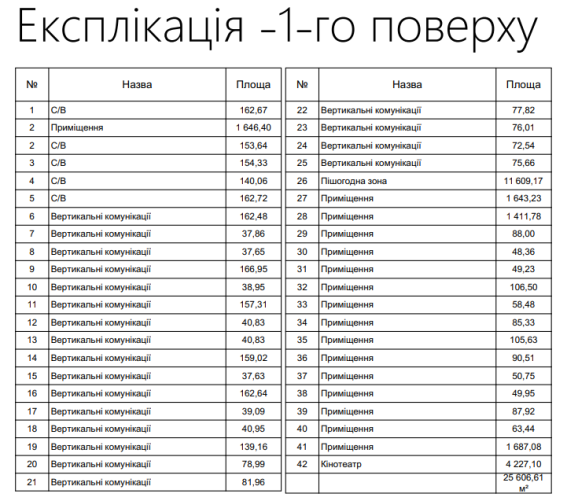 Експлікація -1-го поверху
№ Назва Площа
1 С/В 162,67
2 Приміщення 1 646,40
2 С/В 153,64
3 С/В 154,33
4 С/В 140,06
5 С/В 162,72
6 Вертикальні комунікації 162,48
7 Вертикальні комунікації 37,86
8 Вертикальні комунікації 37,65
9 Вертикальні комунікації 166,95
10 Вертикальні комунікації 38,95
11 Вертикальні комунікації 157,31
12 Вертикальні комунікації 40,83
13 Вертикальні комунікації 40,83
14 Вертикальні комунікації 159,02
15 Вертикальні комунікації 37,63
16 Вертикальні комунікації 162,64
17 Вертикальні комунікації 39,09
18 Вертикальні комунікації 40,95
19 Вертикальні комунікації 139,16
20 Вертикальні комунікації 78,99
21 Вертикальні комунікації 81,96
№ Назва Площа
22 Вертикальні комунікації 77,82
23 Вертикальні комунікації 76,01
24 Вертикальні комунікації 72,54
25 Вертикальні комунікації 75,66
26 Пішогодна зона 11 609,17
27 Приміщення 1 643,23
28 Приміщення 1 411,78
29 Приміщення 88,00
30 Приміщення 48,36
31 Приміщення 49,23
32 Приміщення 106,50
33 Приміщення 58,48
34 Приміщення 85,33
35 Приміщення 105,63
36 Приміщення 90,51
37 Приміщення 50,75
38 Приміщення 49,95
39 Приміщення 87,92
40 Приміщення 63,44
41 Приміщення 1 687,08
42 Кінотеатр 4 227,10
25 606,61
м²